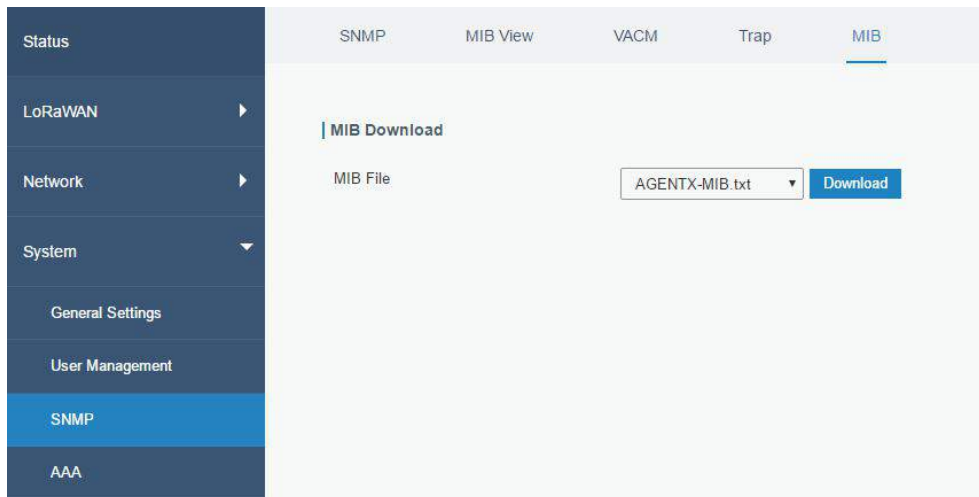 Status
LoRaWAN
Network
System
General Settings
User Management
SNMP
AAA
SNMP MIB View VACM Trap MIB
MIB Download
MIB File AGENTX-MIB.txt Download